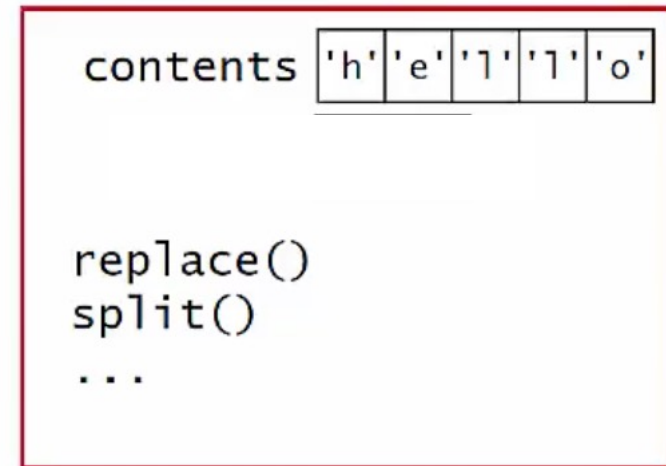 contents 'h' 'e' 'l' 'l' 'o'
replace()
split()
...